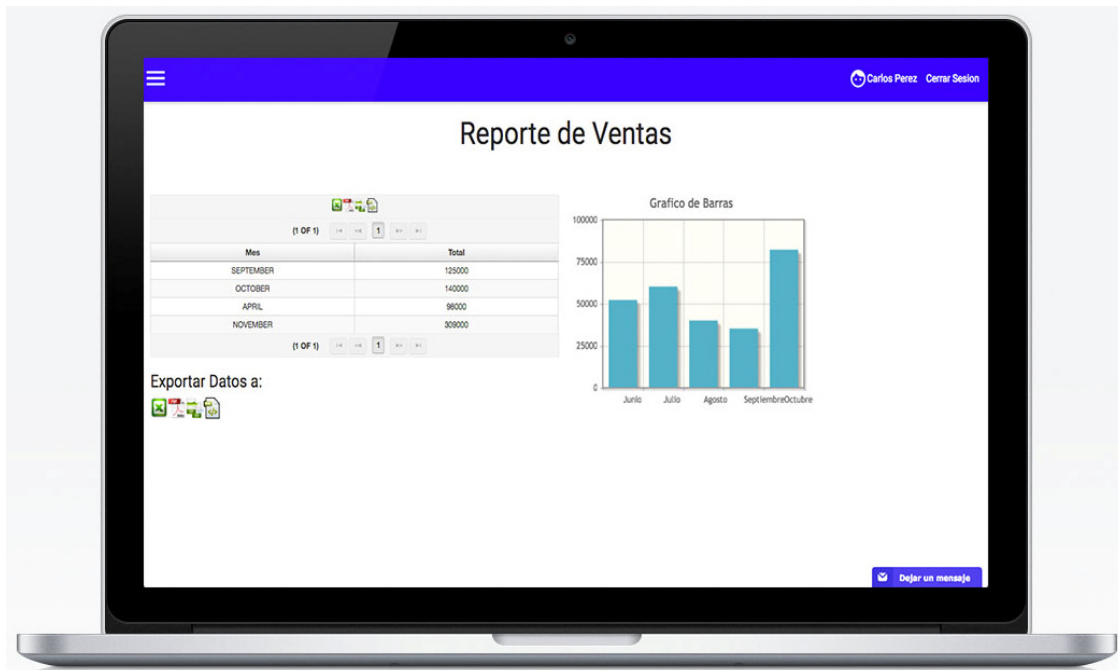 Carlos Perez Cerrar Sesion
Reporte de Ventas
(1 OF 1) 1
Mes Total
SEPTEMBER 125000
OCTOBER 140000
APRIL 98000
NOVEMBER 309000
(1 OF 1) 1
Exportar Datos a:
Grafico de Barras
100000
75000
50000
25000
0
Junio Julio Agosto Septiembre Octubre
Dejar un mensaje